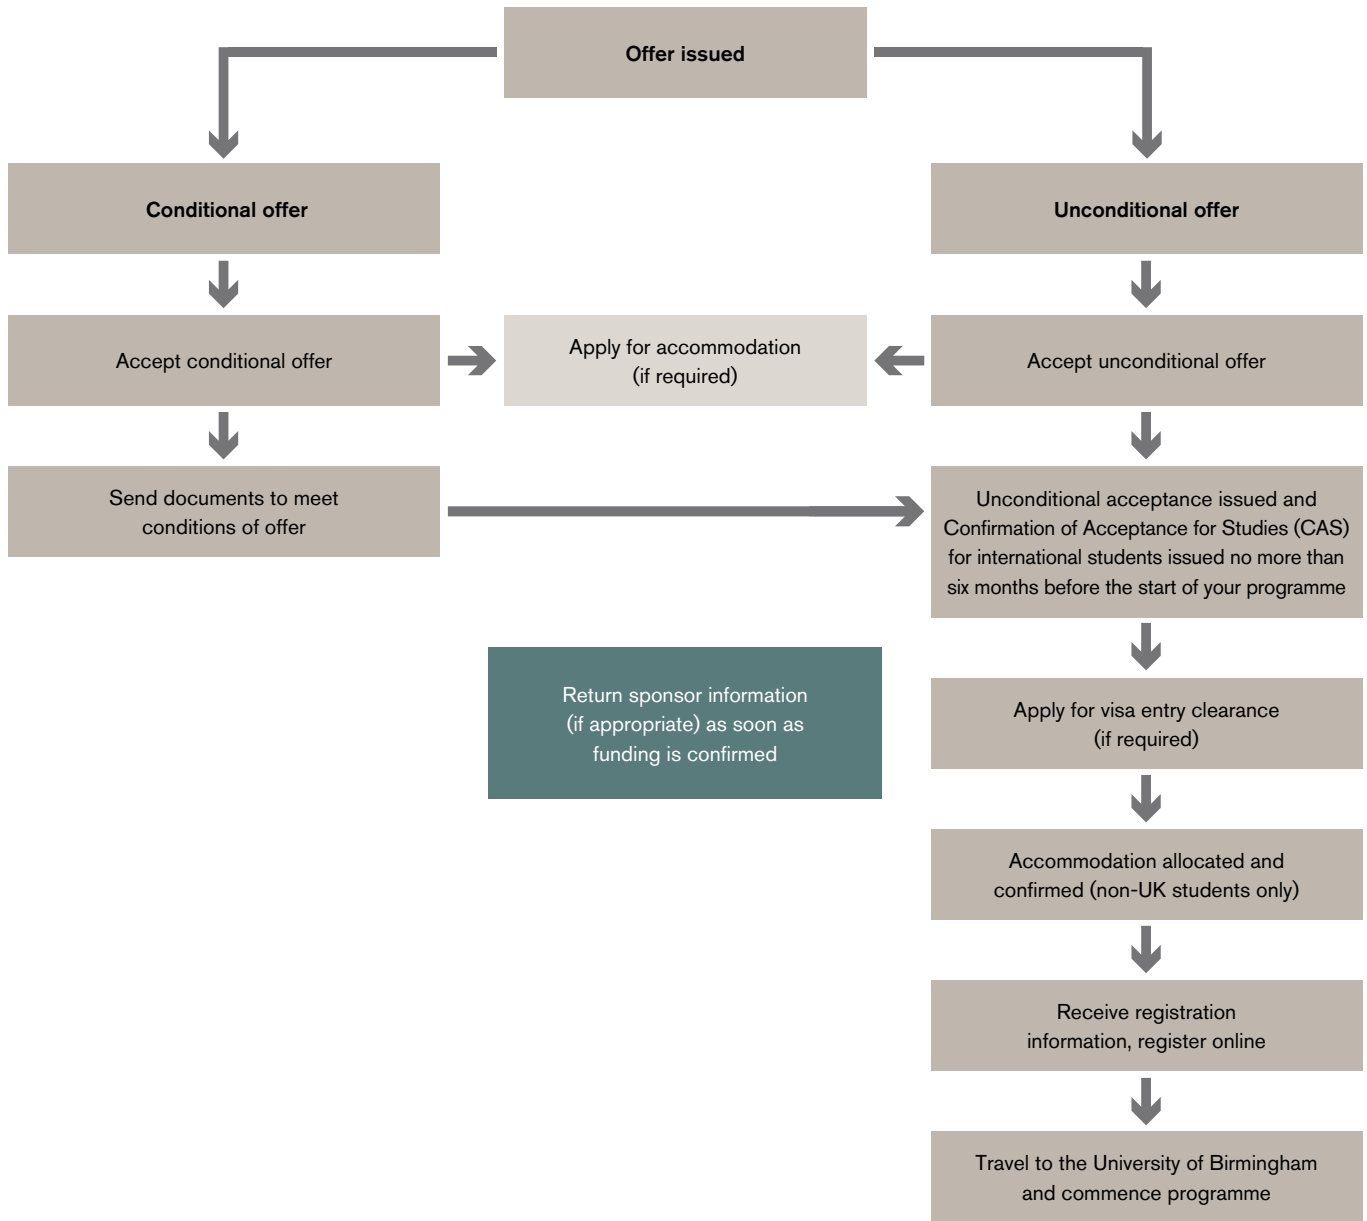 Offer issued
Conditional offer
Unconditional offer
Accept conditional offer
Apply for accommodation
(if required)
Accept unconditional offer
Send documents to meet
conditions of offer
Unconditional acceptance issued and
Confirmation of Acceptance for Studies (CAS)
for international students issued no more than
six months before the start of your programme
Return sponsor information
(if appropriate) as soon as
funding is confirmed
Apply for visa entry clearance
(if required)
Accommodation allocated and
confirmed (non-UK students only)
Receive registration
information, register online
Travel to the University of Birmingham
and commence programme